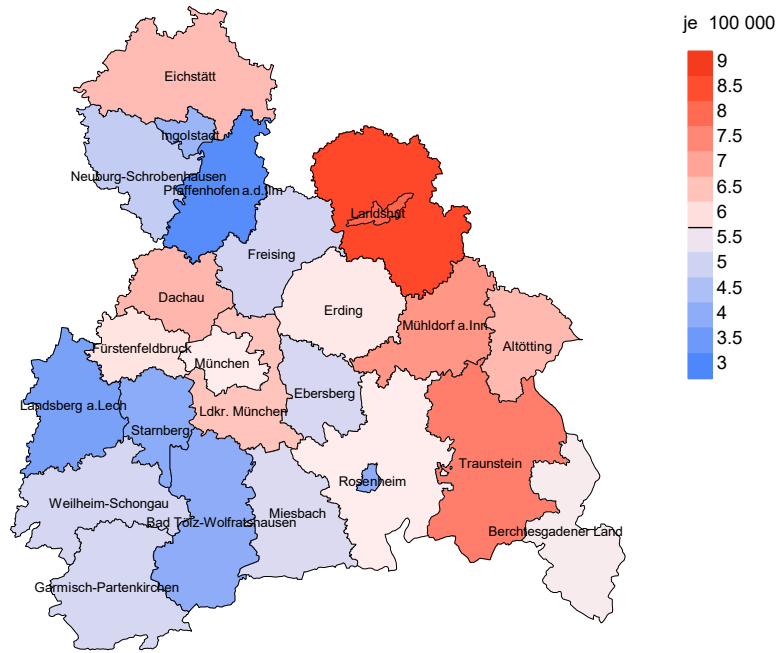 je 100 000
9
8.5
8
7.5
7
6.5
6
5.5
5
4.5
4
3.5
3
Eichstätt
Ingolstadt
Neuburg-Schrobenhausen
Pfaffenhofen a.d.Ilm
Landshut
Freising
Dachau
Erding
Mühldorf a.Inn
Altötting
Fürstenfeldbruck
München
Ebersberg
Landsberg a.Lech
Ldkr. München
Starnberg
Traunstein
Rosenheim
Weilheim-Schongau
Miesbach
Bad Tölz-Wolfratshausen
Berchtesgadener Land
Garmisch-Partenkirchen